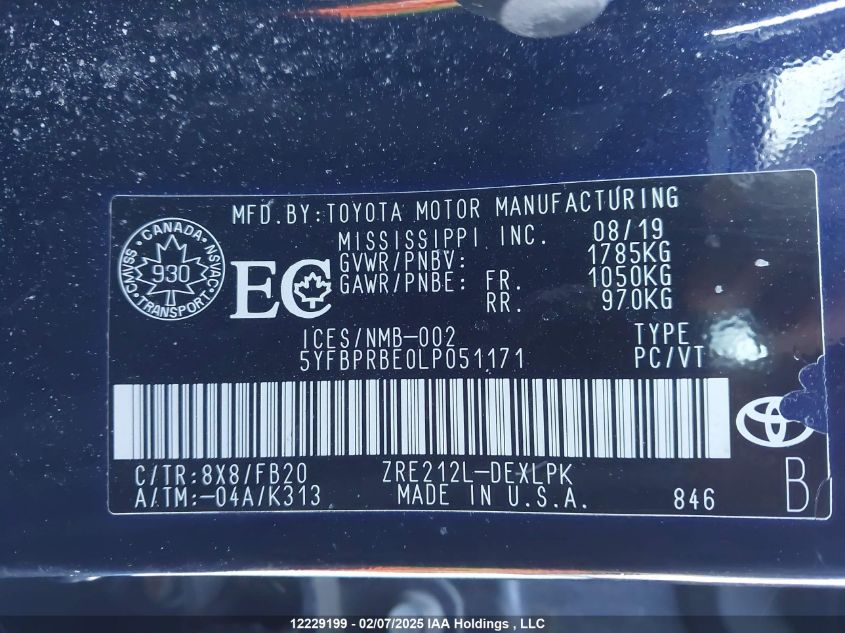 MFD.BY:TOYOTA MOTOR MANUFACTURING
MISSISSIPPI INC. 08/19
GVWR/PNBV: 1785KG
GAWR/PNBE: FR. 1050KG
RR. 970KG
CANADA
CMVSS
NSVAC
930
TRANSPORT
EC
ICES/NMB-002 TYPE
5YFBPRBE0LP051171 PC/VT
C/TR:8X8/FB20 ZRE212L-DEXLPK
A/TM:-04A/K313 MADE IN U.S.A. 846 B
12229199 - 02/07/2025 IAA Holdings , LLC